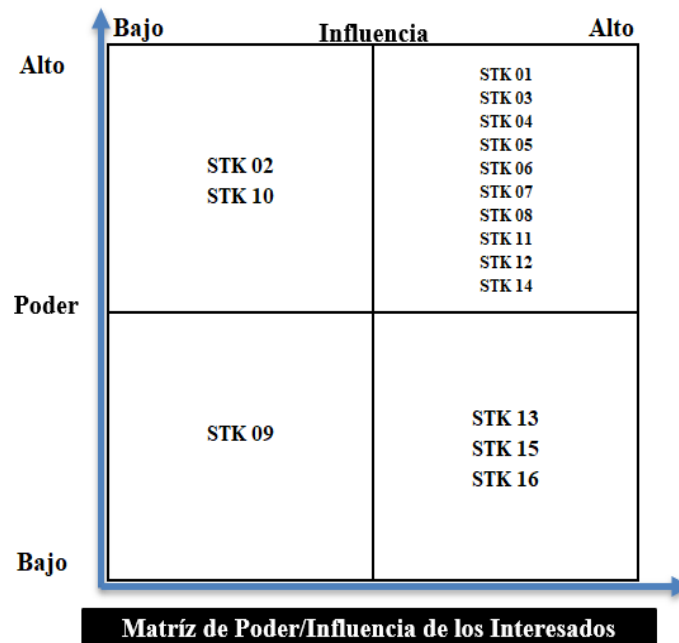 Bajo Influencia Alto
Alto
STK 01
STK 03
STK 04
STK 05
STK 06
STK 07
STK 08
STK 11
STK 12
STK 14
STK 02
STK 10
Poder
STK 09
STK 13
STK 15
STK 16
Bajo
Matríz de Poder/Influencia de los Interesados